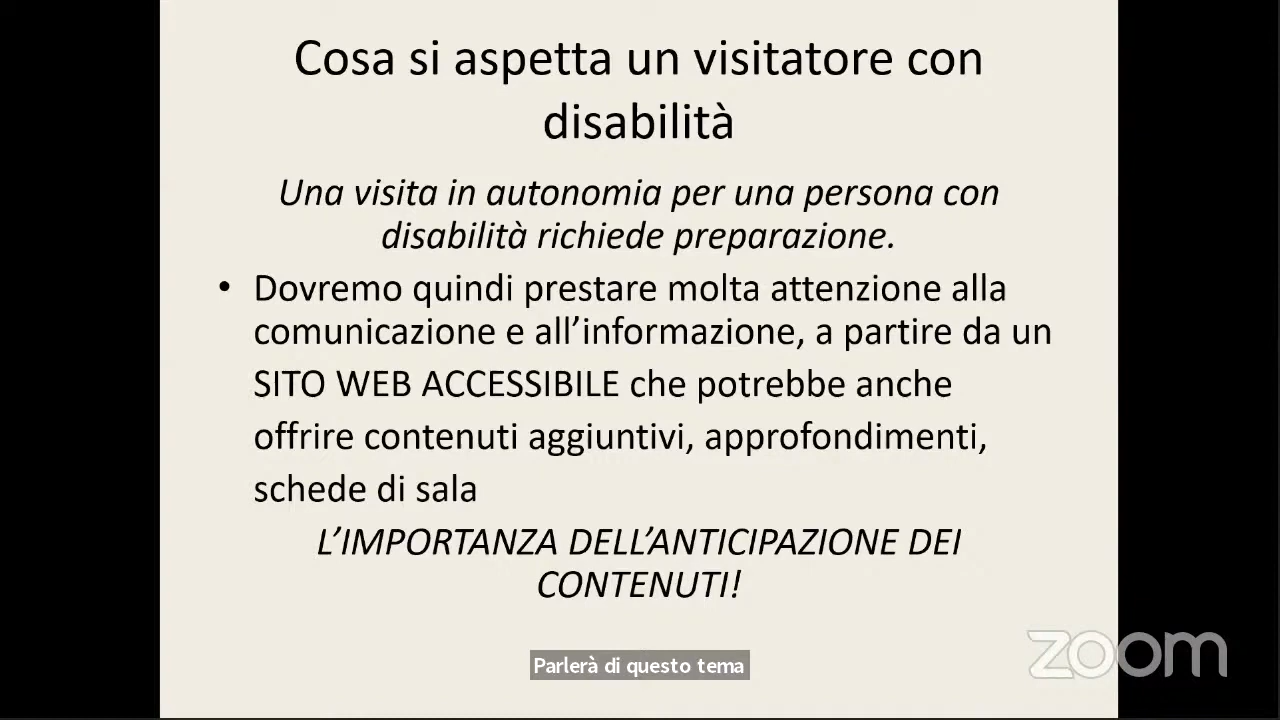 Cosa si aspetta un visitatore con
disabilità
Una visita in autonomia per una persona con
disabilità richiede preparazione.
• Dovremo quindi prestare molta attenzione alla
comunicazione e all’informazione, a partire da un
SITO WEB ACCESSIBILE che potrebbe anche
offrire contenuti aggiuntivi, approfondimenti,
schede di sala
L’IMPORTANZA DELL’ANTICIPAZIONE DEI
CONTENUTI!
Parlerà di questo tema
zoom